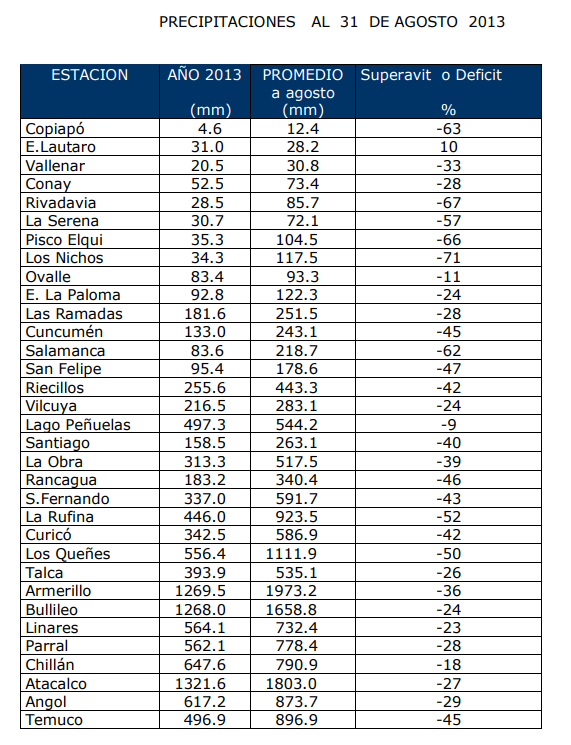 PRECIPITACIONES AL 31 DE AGOSTO 2013
ESTACION AÑO 2013 PROMEDIO Superavit o Deficit
a agosto
(mm) (mm) %
Copiapó 4.6 12.4 -63
E.Lautaro 31.0 28.2 10
Vallenar 20.5 30.8 -33
Conay 52.5 73.4 -28
Rivadavia 28.5 85.7 -67
La Serena 30.7 72.1 -57
Pisco Elqui 35.3 104.5 -66
Los Nichos 34.3 117.5 -71
Ovalle 83.4 93.3 -11
E. La Paloma 92.8 122.3 -24
Las Ramadas 181.6 251.5 -28
Cuncumén 133.0 243.1 -45
Salamanca 83.6 218.7 -62
San Felipe 95.4 178.6 -47
Riecillos 255.6 443.3 -42
Vilcuya 216.5 283.1 -24
Lago Peñuelas 497.3 544.2 -9
Santiago 158.5 263.1 -40
La Obra 313.3 517.5 -39
Rancagua 183.2 340.4 -46
S.Fernando 337.0 591.7 -43
La Rufina 446.0 923.5 -52
Curicó 342.5 586.9 -42
Los Queñes 556.4 1111.9 -50
Talca 393.9 535.1 -26
Armerillo 1269.5 1973.2 -36
Bullileo 1268.0 1658.8 -24
Linares 564.1 732.4 -23
Parral 562.1 778.4 -28
Chillán 647.6 790.9 -18
Atacalco 1321.6 1803.0 -27
Angol 617.2 873.7 -29
Temuco 496.9 896.9 -45